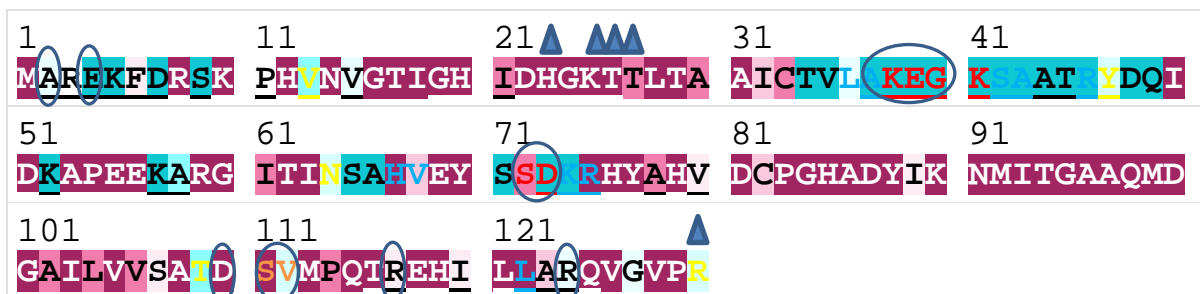 1 11 21 31 41
MAREKFDRSK PHVNVGTIGH IDHGKTTLTA AICTVLAKEG KSAATRYDQI
51 61 71 81 91
DKAPEEKARG ITINSAHVEY SSDKRHYAHV DCPGHADYIK NMITGAAQMD
101 111 121
GAILVVSATD SVMPQTREHI LLARQVGVPR